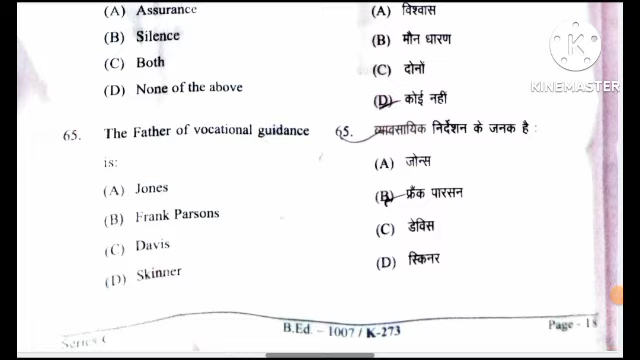 (A) Assurance
(B) Silence
(C) Both
(D) None of the above
65. The Father of vocational guidance
is:
(A) Jones
(B) Frank Parsons
(C) Davis
(D) Skinner
(A) विश्वास
(B) मौन धारण
(C) दोनों
(D) कोई नहीं
65. व्यावसायिक निर्देशन के जनक है :
(A) जोन्स
(B) फ्रैंक पारसन
(C) डेविस
(D) स्किनर
Series C
B.Ed. – 1007 / K-273
Page - 18
KINEMASTER